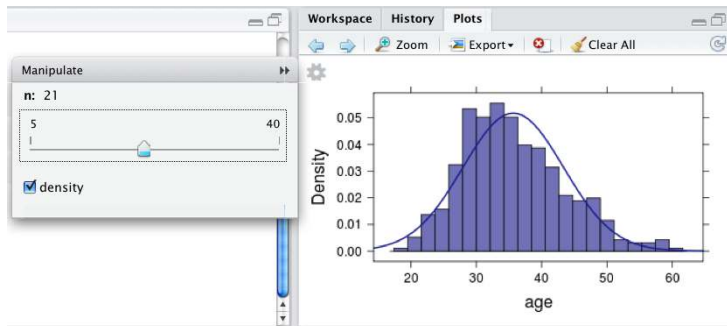 Workspace History Plots
Zoom Export Clear All
Manipulate
n: 21
5 40
density
0.05
0.04
0.03
0.02
0.01
0.00
Density
20 30 40 50 60
age